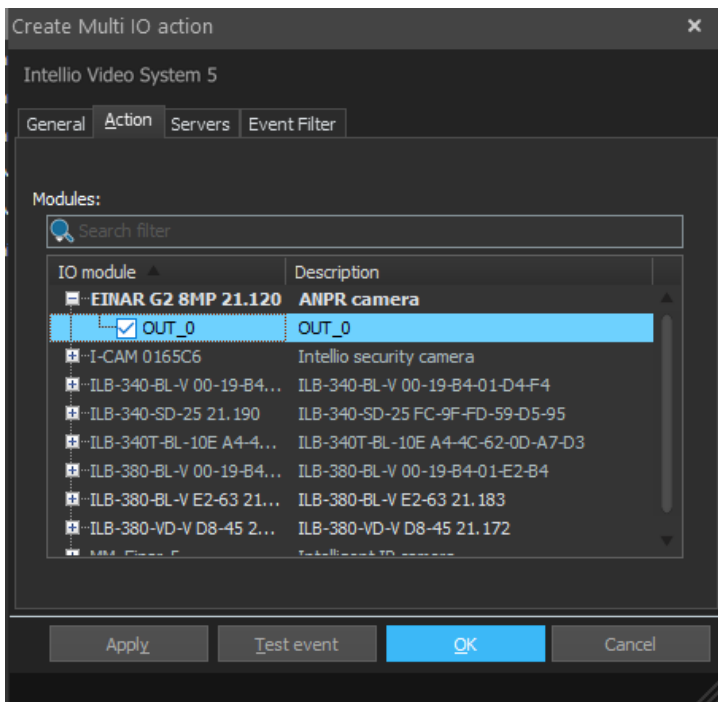 Create Multi IO action
Intellio Video System 5
General Action Servers Event Filter
Modules:
Search filter
IO module Description
EINAR G2 8MP 21.120 ANPR camera
OUT_0 OUT_0
I-CAM 0165C6 Intellio security camera
ILB-340-BL-V 00-19-B4... ILB-340-BL-V 00-19-B4-01-D4-F4
ILB-340-SD-25 21.190 ILB-340-SD-25 FC-9F-FD-59-D5-95
ILB-340T-BL-10E A4-4... ILB-340T-BL-10E A4-4C-62-0D-A7-D3
ILB-380-BL-V 00-19-B4... ILB-380-BL-V 00-19-B4-01-E2-B4
ILB-380-BL-V E2-63 21... ILB-380-BL-V E2-63 21.183
ILB-380-VD-V D8-45 2... ILB-380-VD-V D8-45 21.172
Intelligent IP camera
Apply Test event OK Cancel